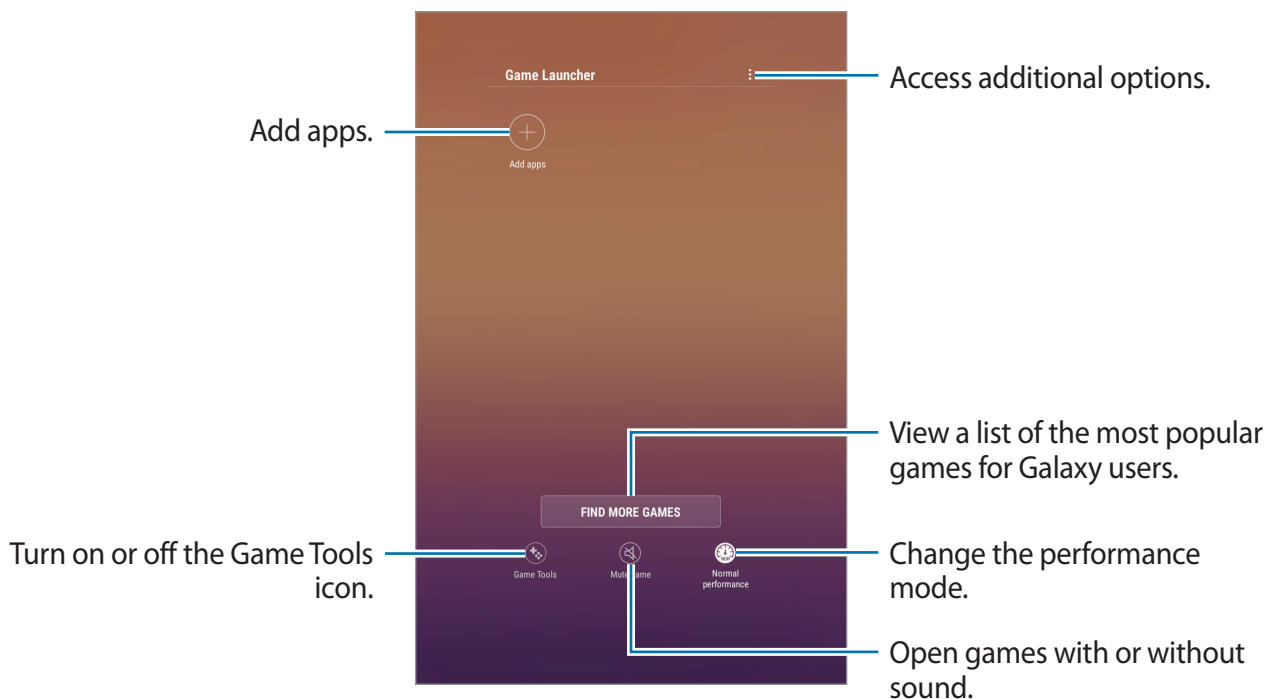 Game Launcher
Access additional options.
Add apps.
Add apps
View a list of the most popular
games for Galaxy users.
FIND MORE GAMES
Turn on or off the Game Tools
icon.
Game Tools
Mute game
Normal
performance
Change the performance
mode.
Open games with or without
sound.